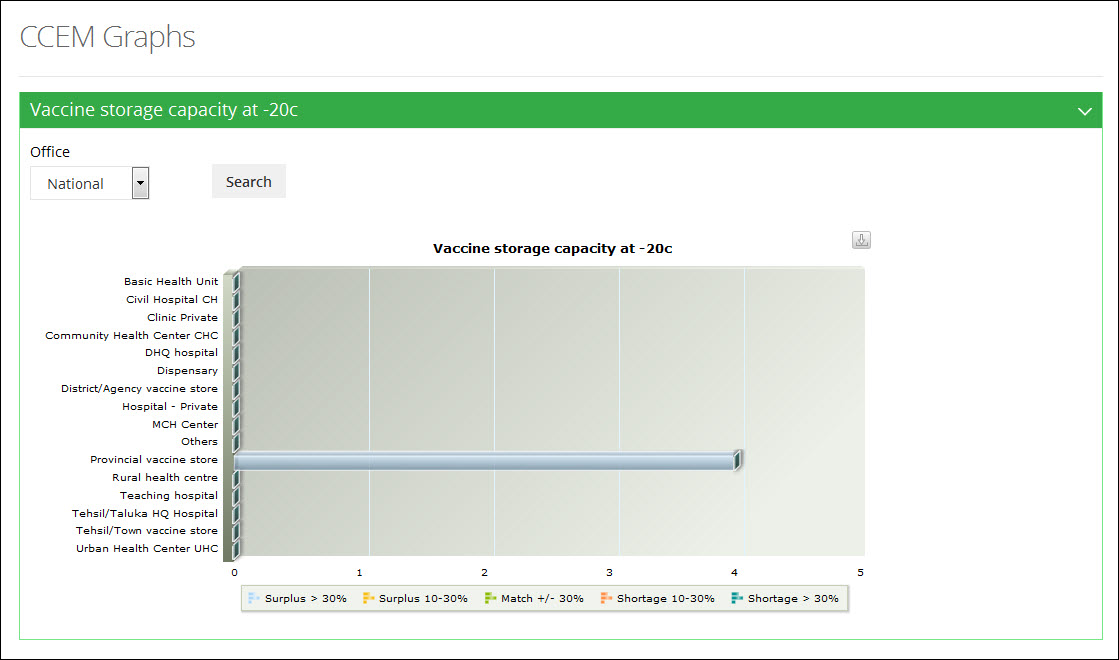 CCEM Graphs
Vaccine storage capacity at -20c
Office
National
Search
Vaccine storage capacity at -20c
Basic Health Unit
Civil Hospital CH
Clinic Private
Community Health Center CHC
DHQ hospital
Dispensary
District/Agency vaccine store
Hospital - Private
MCH Center
Others
Provincial vaccine store
Rural health centre
Teaching hospital
Tehsil/Taluka HQ Hospital
Tehsil/Town vaccine store
Urban Health Center UHC
0 1 2 3 4 5
Surplus > 30% Surplus 10-30% Match +/- 30% Shortage 10-30% Shortage > 30%